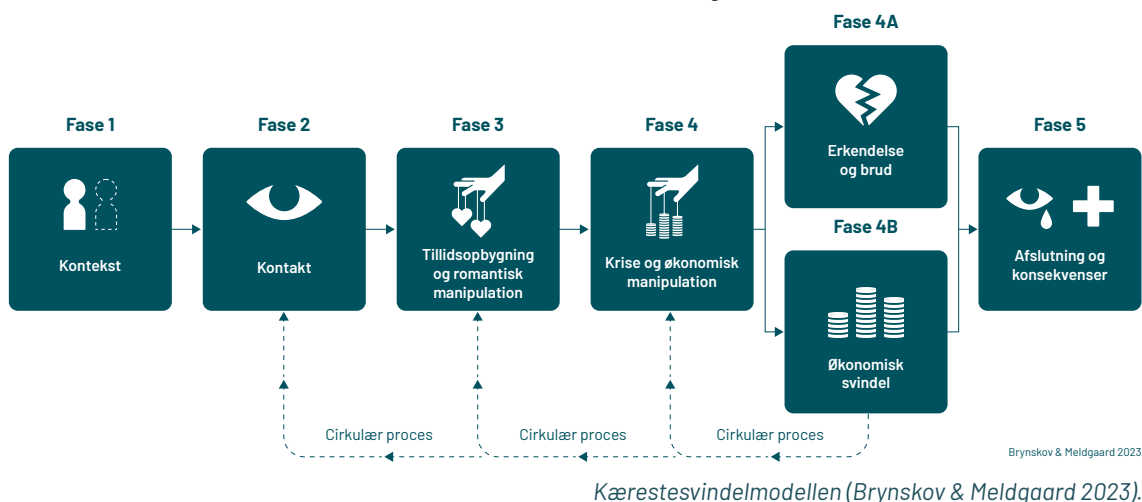 Fase 1
Kontekst
Fase 2
Kontakt
Fase 3
Tillidsopbygning
og romantisk
manipulation
Fase 4
Krise og økonomisk
manipulation
Fase 4A
Erkendelse
og brud
Fase 4B
Økonomisk
svindel
Fase 5
Afslutning og
konsekvenser
Cirkulær proces
Cirkulær proces
Cirkulær proces
Brynskov & Meldgaard 2023
Kærestesvindelmodellen (Brynskov & Meldgaard 2023).